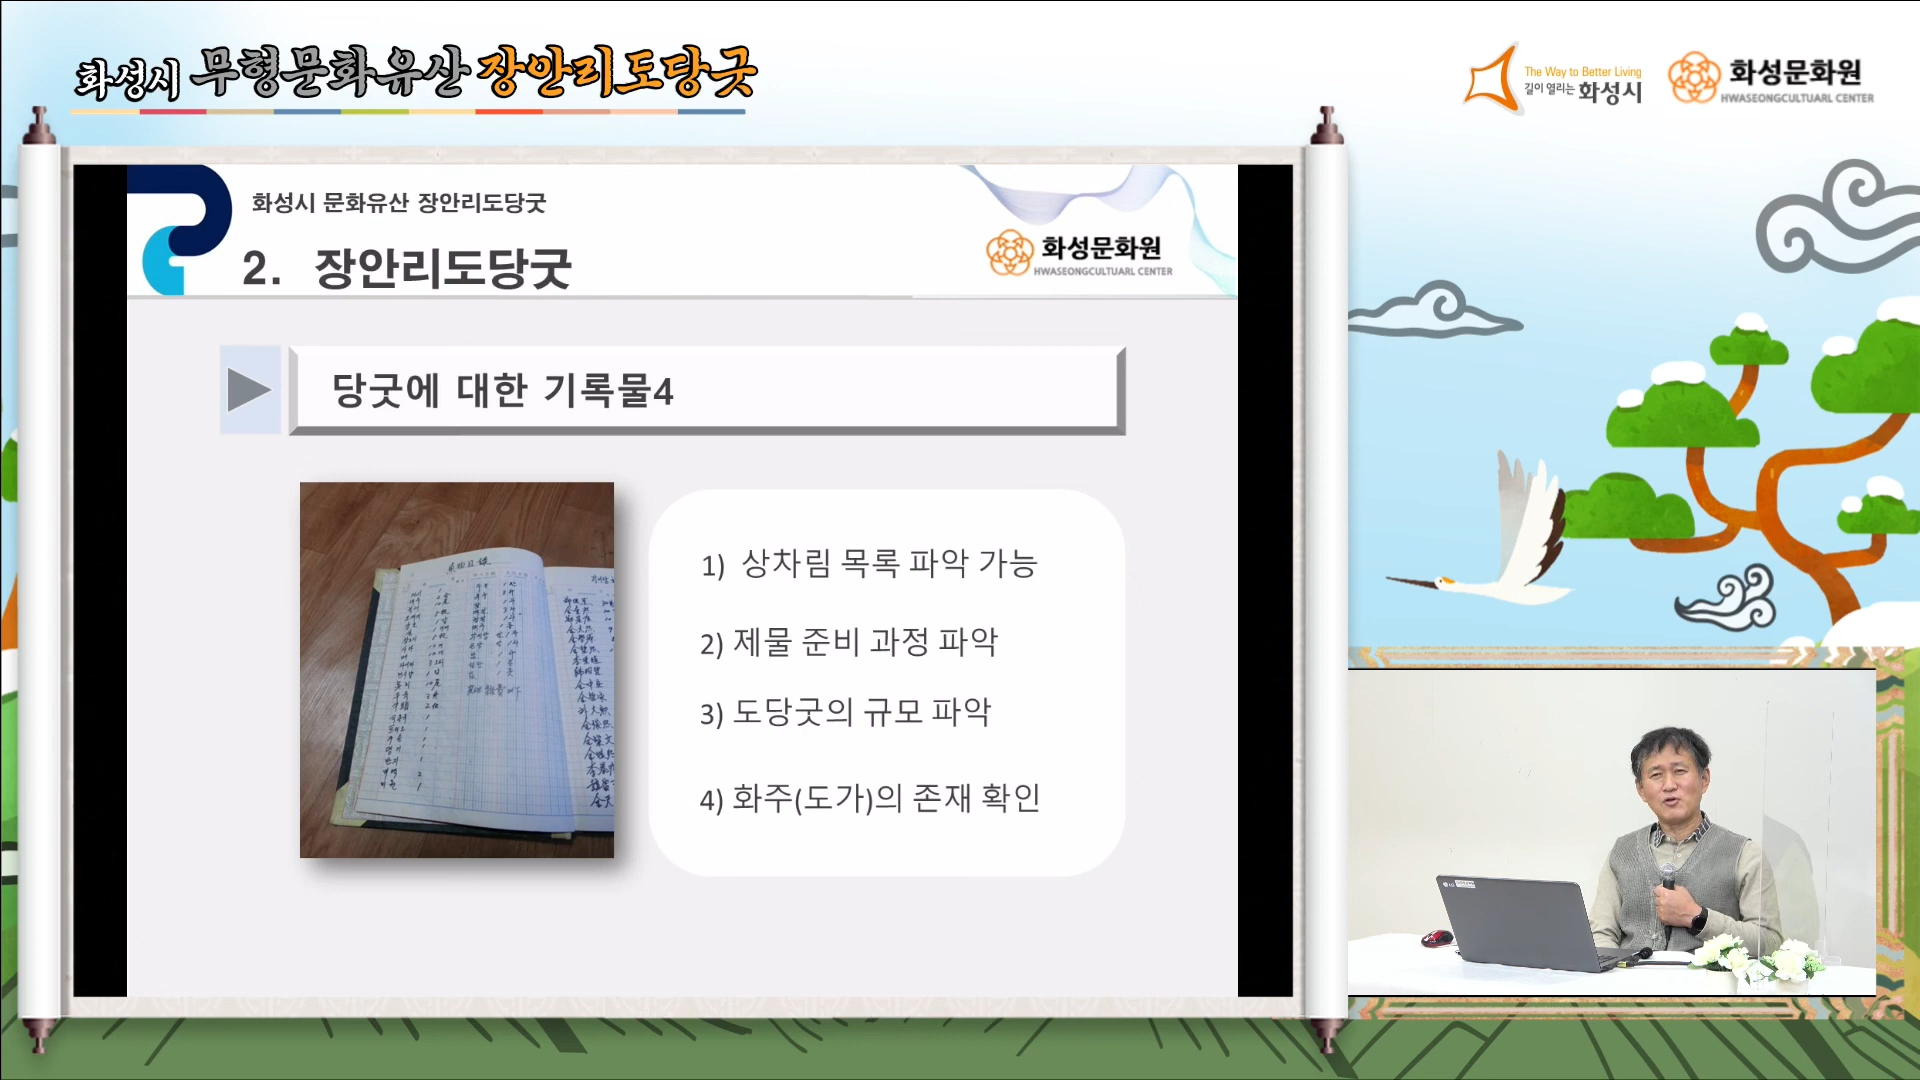 화성시 무형문화유산 장안리도당굿
The Way to Better Living
길이 열리는 화성시
화성문화원
HWASEONGCULTUARL CENTER
화성시 문화유산 장안리도당굿
2. 장안리도당굿
화성문화원
HWASEONGCULTUARL CENTER
당굿에 대한 기록물4
1) 상차림 목록 파악 가능
2) 제물 준비 과정 파악
3) 도당굿의 규모 파악
4) 화주(도가)의 존재 확인